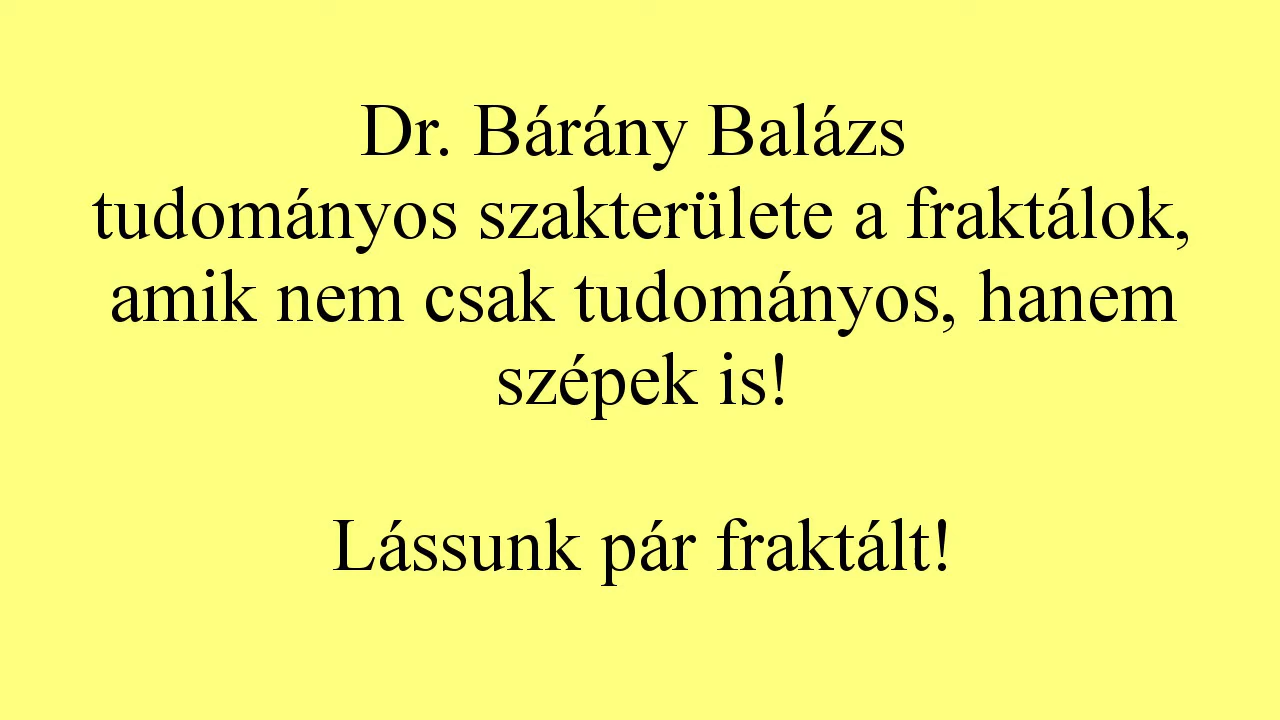 Dr. Bárány Balázs
tudományos szakterülete a fraktálok,
amik nem csak tudományos, hanem
szépek is!
Lássunk pár fraktált!